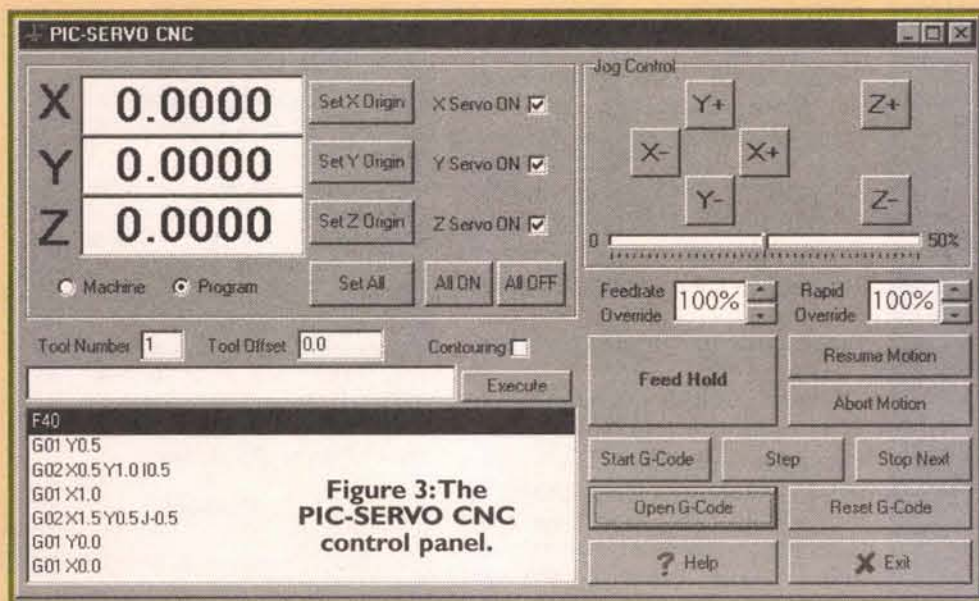 PIC-SERVO CNC
X 0.0000 Set X Origin X Servo ON
Y 0.0000 Set Y Origin Y Servo ON
Z 0.0000 Set Z Origin Z Servo ON
Machine Program Set All All ON All OFF
Tool Number 1 Tool Offset 0.0 Contouring
Execute
F40
G01 Y0.5
G02 X0.5 Y1.0 I0.5
G01 X1.0
G02 X1.5 Y0.5 J-0.5
G01 Y0.0
G01 X0.0
Figure 3: The
PIC-SERVO CNC
control panel.
Jog Control
Y+ Z+
X- X+
Y- Z-
0 50%
Feedrate Override 100% Rapid Override 100%
Feed Hold
Resume Motion
Abort Motion
Start G-Code Step Stop Next
Open G-Code Reset G-Code
? Help Exit